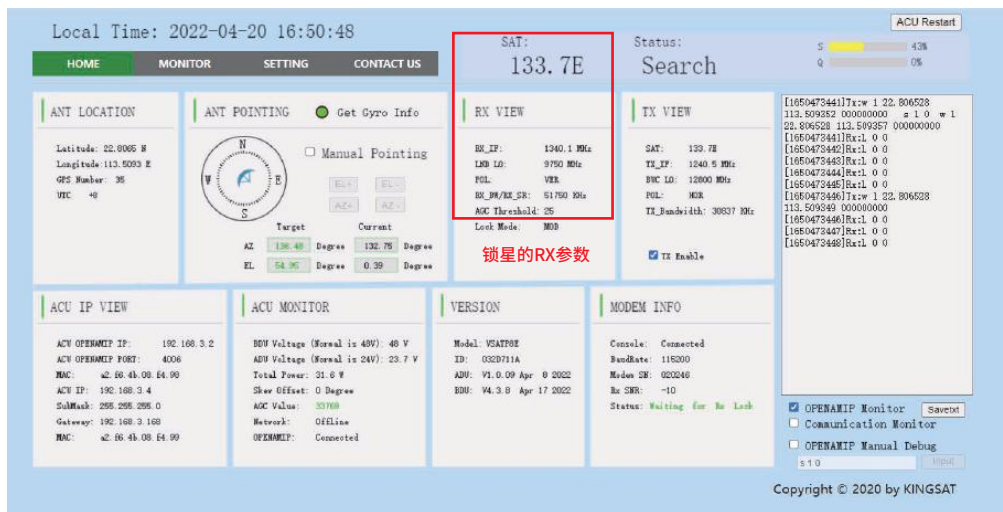 Local Time: 2022-04-20 16:50:48
ACU Restart
HOME MONITOR SETTING CONTACT US
SAT:
133.7E
Status:
Search
S 43%
Q 0%
ANT LOCATION
Latitude: 22.8065 N
Longitude:113.5093 E
GPS Number: 35
UTC +8
ANT POINTING Get Gyro Info
N
W E
S
Manual Pointing
EL+ EL-
AZ+ AZ-
Target Current
AZ 136.48 Degree 132.75 Degree
EL 54.95 Degree 0.39 Degree
RX VIEW
RX_IF: 1340.1 MHz
LNB LO: 9750 MHz
POL: VER
RX_BW/RX_SR: 51750 KHz
AGC Threshold: 25
Lock Mode: MOD
锁星的RX参数
TX VIEW
SAT: 133.7E
TX_IF: 1240.5 MHz
BUC LO: 12800 MHz
POL: HOR
TX_Bandwidth: 30837 KHz
TX Enable
[1650473441]Tx:w 1 22.806528
113.509352 000000000 s 1 0 w 1
22.806528 113.509357 000000000
[1650473441]Rx:L 0 0
[1650473442]Rx:L 0 0
[1650473443]Rx:L 0 0
[1650473444]Rx:L 0 0
[1650473445]Rx:L 0 0
[1650473446]Tx:w 1 22.806528
113.509349 000000000
[1650473446]Rx:L 0 0
[1650473447]Rx:L 0 0
[1650473448]Rx:L 0 0
ACU IP VIEW
ACU OPENAMIP IP: 192.168.3.2
ACU OPENAMIP PORT: 4006
MAC: a2.f6.4b.08.f4.98
ACU IP: 192.168.3.4
SubMask: 255.255.255.0
Gateway: 192.168.3.168
MAC: a2.f6.4b.08.f4.99
ACU MONITOR
BDU Voltage (Normal is 48V): 48 V
ADU Voltage (Normal is 24V): 23.7 V
Total Power: 31.6 W
Skew Offset: 0 Degree
AGC Value: 33769
Network: OffLine
OPENAMIP: Connected
VERSION
Model: VSATP8E
ID: 032D711A
ADU: V1.0.09 Apr 8 2022
BDU: V4.3.8 Apr 17 2022
MODEM INFO
Console: Connected
BandRate: 115200
Modem SN: 020246
Rx SNR: -10
Status: Waiting for Rx Lock
OPENAMIP Monitor Savetxt
Communication Monitor
OPENAMIP Manual Debug
s 1 0 Input
Copyright © 2020 by KINGSAT